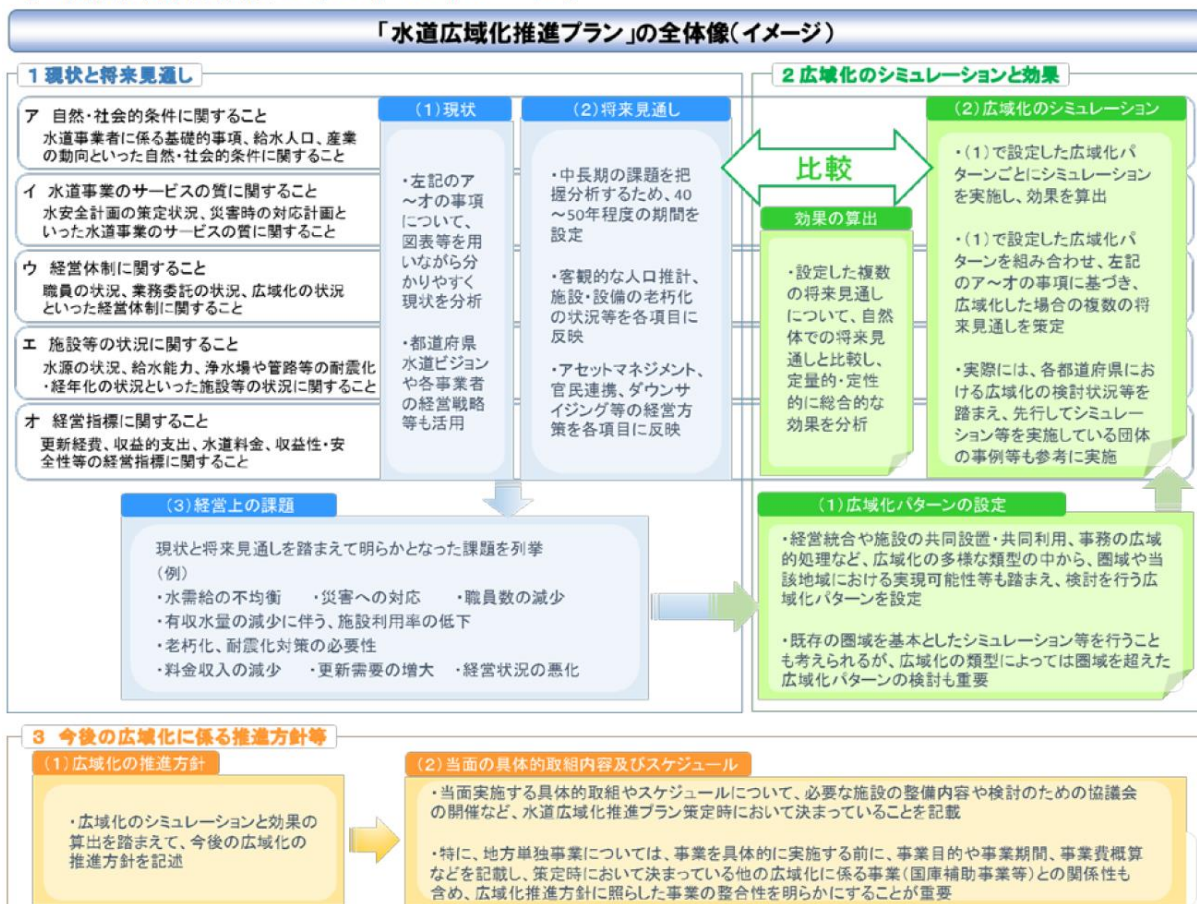 「水道広域化推進プラン」の全体像(イメージ)
1 現状と将来見通し
ア 自然・社会的条件に関すること
水道事業者に係る基礎的事項、給水人口、産業
の動向といった自然・社会的条件に関すること
イ 水道事業のサービスの質に関すること
水安全計画の策定状況、災害時の対応計画と
いった水道事業のサービスの質に関すること
ウ 経営体制に関すること
職員の状況、業務委託の状況、広域化の状況
といった経営体制に関すること
エ 施設等の状況に関すること
水源の状況、給水能力、浄水場や管路等の耐震化
・経年化の状況といった施設等の状況に関すること
オ 経営指標に関すること
更新経費、収益的支出、水道料金、収益性・安
全性等の経営指標に関すること
(1)現状
・左記のア
~オの事項
について、
図表等を用
いながら分
かりやすく
現状を分析
・都道府県
水道ビジョン
や各事業者
の経営戦略
等も活用
(2)将来見通し
・中長期の課題を把
握分析するため、40
~50年程度の期間を
設定
・客観的な人口推計、
施設・設備の老朽化
の状況等を各項目に
反映
・アセットマネジメント、
官民連携、ダウンサ
イジング等の経営方
策を各項目に反映
(3)経営上の課題
現状と将来見通しを踏まえて明らかとなった課題を列挙
(例)
・水需給の不均衡 ・災害への対応 ・職員数の減少
・有収水量の減少に伴う、施設利用率の低下
・老朽化、耐震化対策の必要性
・料金収入の減少 ・更新需要の増大 ・経営状況の悪化
2 広域化のシミュレーションと効果
比較
効果の算出
・設定した複数
の将来見通し
について、自然
体での将来見
通しと比較し、
定量的・定性
的に総合的な
効果を分析
(2)広域化のシミュレーション
・(1)で設定した広域化パ
ターンごとにシミュレーション
を実施し、効果を算出
・(1)で設定した広域化パ
ターンを組み合わせ、左記
のア~オの事項に基づき、
広域化した場合の複数の将
来見通しを策定
・実際には、各都道府県にお
ける広域化の検討状況等を
踏まえ、先行してシミュレー
ション等を実施している団体
の事例等も参考に実施
(1)広域化パターンの設定
・経営統合や施設の共同設置・共同利用、事務の広域
的処理など、広域化の多様な類型の中から、圏域や当
該地域における実現可能性等も踏まえ、検討を行う広
域化パターンを設定
・既存の圏域を基本としたシミュレーション等を行うこと
も考えられるが、広域化の類型によっては圏域を超えた
広域化パターンの検討も重要
3 今後の広域化に係る推進方針等
(1)広域化の推進方針
・広域化のシミュレーションと効果の
算出を踏まえて、今後の広域化の
推進方針を記述
(2)当面の具体的取組内容及びスケジュール
・当面実施する具体的取組やスケジュールについて、必要な施設の整備内容や検討のための協議会
の開催など、水道広域化推進プラン策定時において決まっていることを記載
・特に、地方単独事業については、事業を具体的に実施する前に、事業目的や事業期間、事業費概算
などを記載し、策定時において決まっている他の広域化に係る事業(国庫補助事業等)との関係性も
含め、広域化推進方針に照らした事業の整合性を明らかにすることが重要